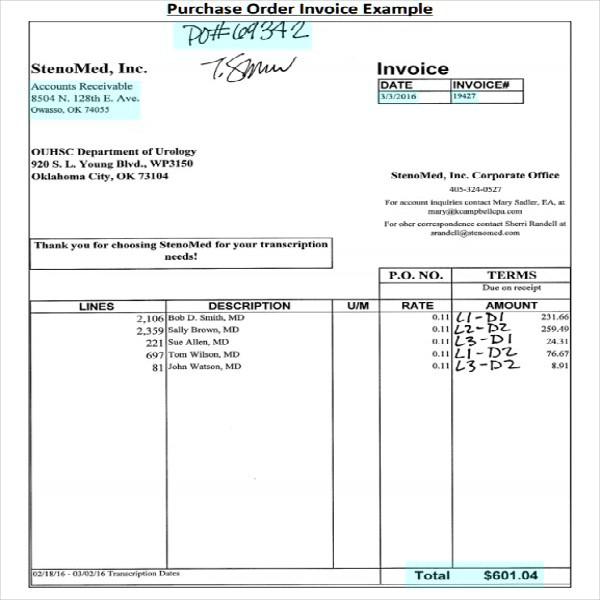 Purchase Order Invoice Example
PO#69342
StenoMed, Inc.
Accounts Receivable
8504 N. 128th E. Ave.
Owasso, OK 74055
Invoice
DATE INVOICE#
3/3/2016 19427
OUHSC Department of Urology
920 S. L. Young Blvd., WP3150
Oklahoma City, OK 73104
StenoMed, Inc. Corporate Office
405-324-0527
For account inquiries contact Mary Sadler, EA, at
mary@kcampbellcpa.com
For oher correspondence contact Sherri Randell at
srandell@stenomed.com
Thank you for choosing StenoMed for your transcription
needs!
P.O. NO. TERMS
Due on receipt
LINES DESCRIPTION U/M RATE AMOUNT
2,106 Bob D. Smith, MD 0.11 L1-D1 231.66
2,359 Sally Brown, MD 0.11 L2-D2 259.49
221 Sue Allen, MD 0.11 L3-D1 24.31
697 Tom Wilson, MD 0.11 L1-D2 76.67
81 John Watson, MD 0.11 L3-D2 8.91
02/18/16 - 03/02/16 Transcription Dates
Total $601.04